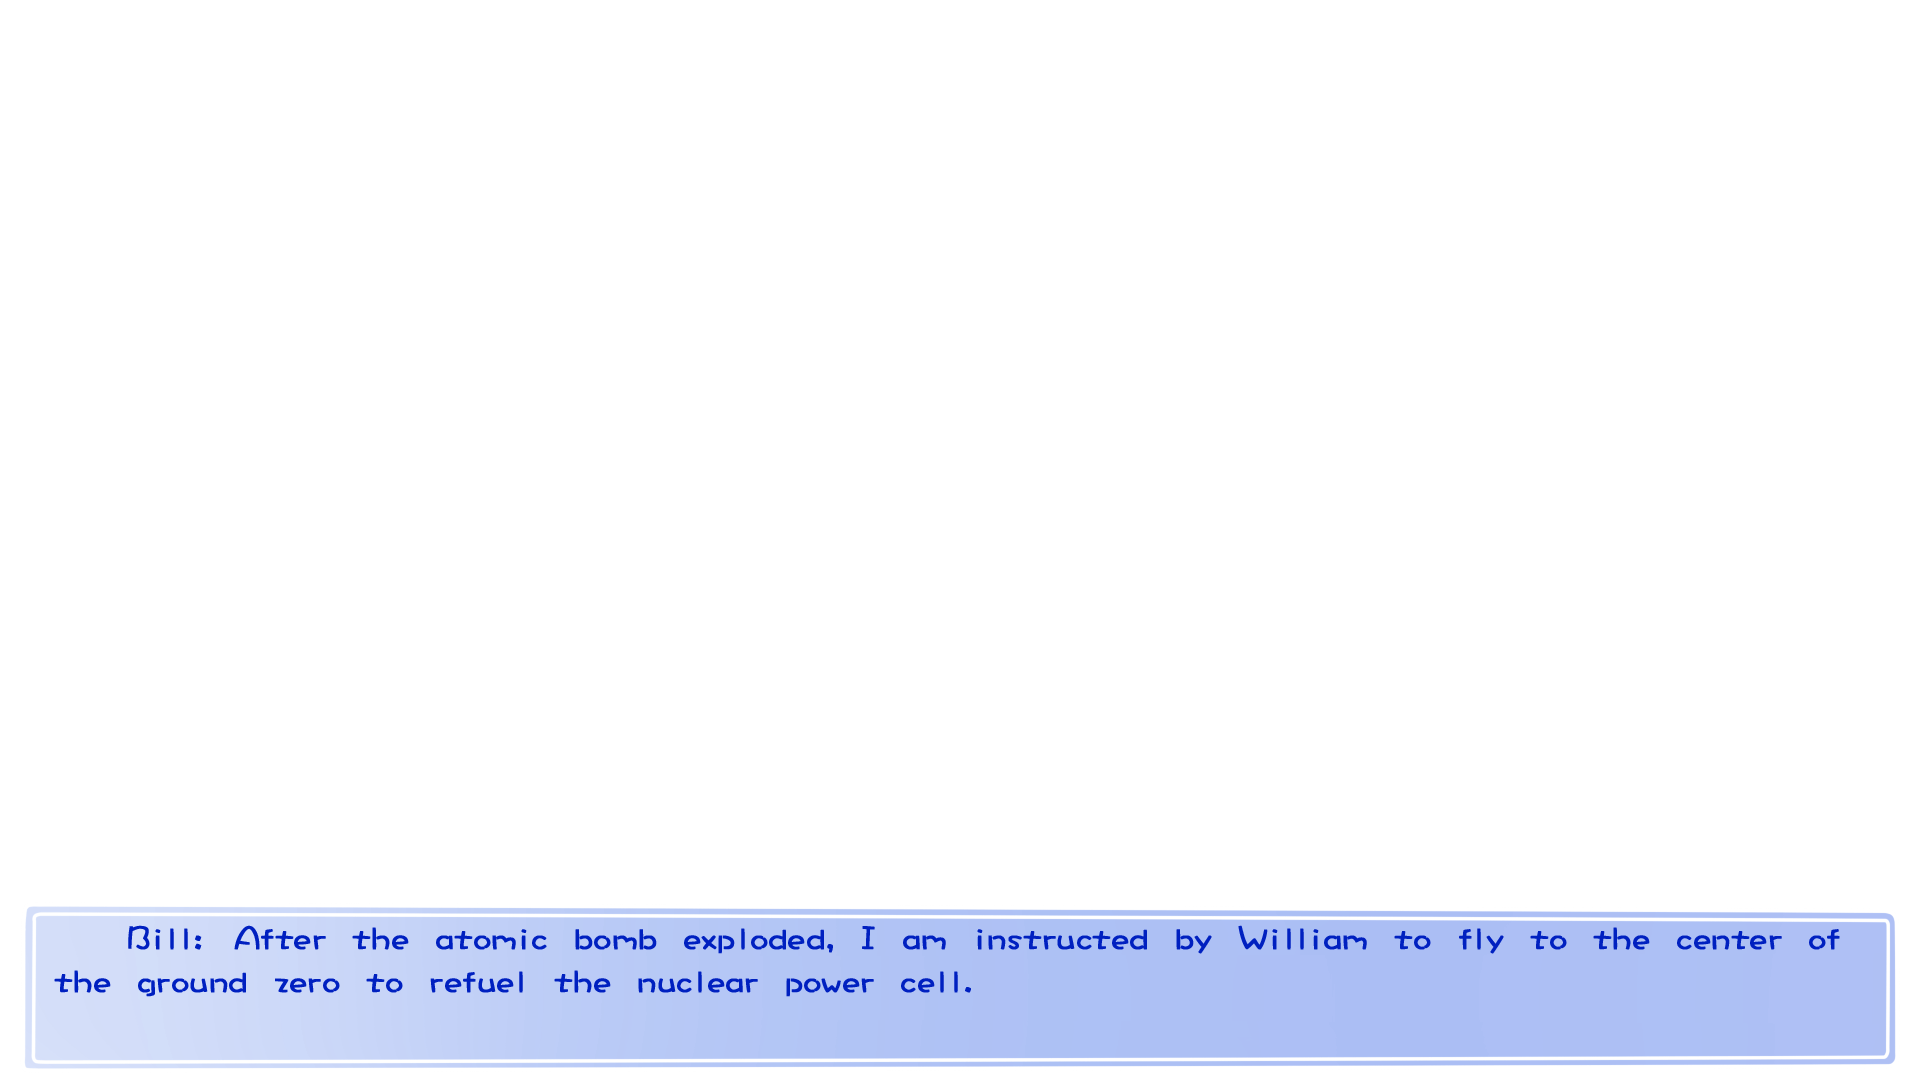 Bill: After the atomic bomb exploded, I am instructed by William to fly to the center of
the ground zero to refuel the nuclear power cell.